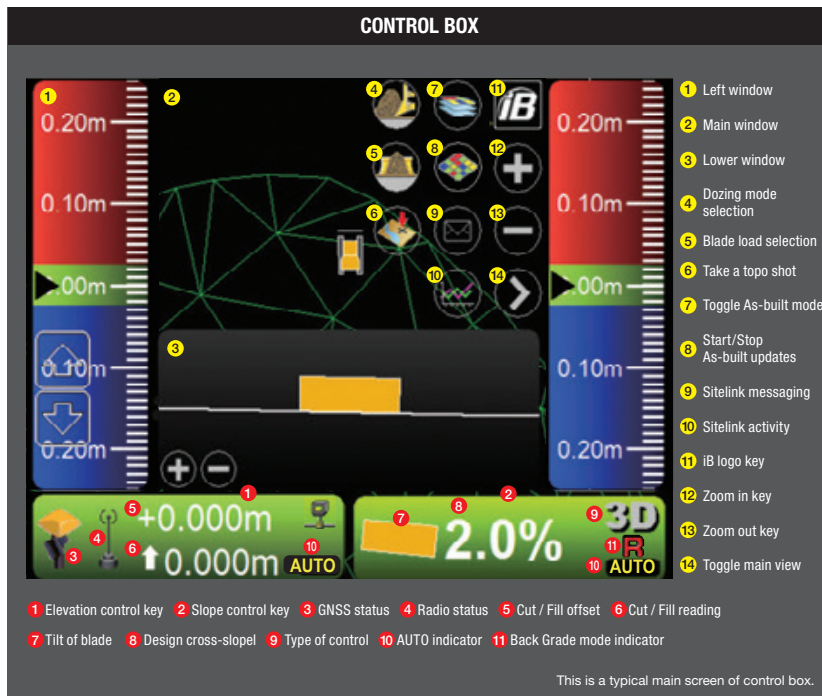 CONTROL BOX
1 2 4 7 11
0.20m 0.20m
5 8 12
0.10m 0.10m
6 9 13
.00m .00m
10 14
3
0.10m 0.10m
0.20m 0.20m
1 Left window
2 Main window
3 Lower window
4 Dozing mode
selection
5 Blade load selection
6 Take a topo shot
7 Toggle As-built mode
8 Start/Stop
As-built updates
9 Sitelink messaging
10 Sitelink activity
11 iB logo key
12 Zoom in key
13 Zoom out key
14 Toggle main view
iB
1 2
5 +0.000m
4 3
6 0.000m
10 AUTO
7 8 2.0%
9 3D
11 R
10 AUTO
1 Elevation control key 2 Slope control key 3 GNSS status 4 Radio status 5 Cut / Fill offset 6 Cut / Fill reading
7 Tilt of blade 8 Design cross-slopel 9 Type of control 10 AUTO indicator 11 Back Grade mode indicator
This is a typical main screen of control box.